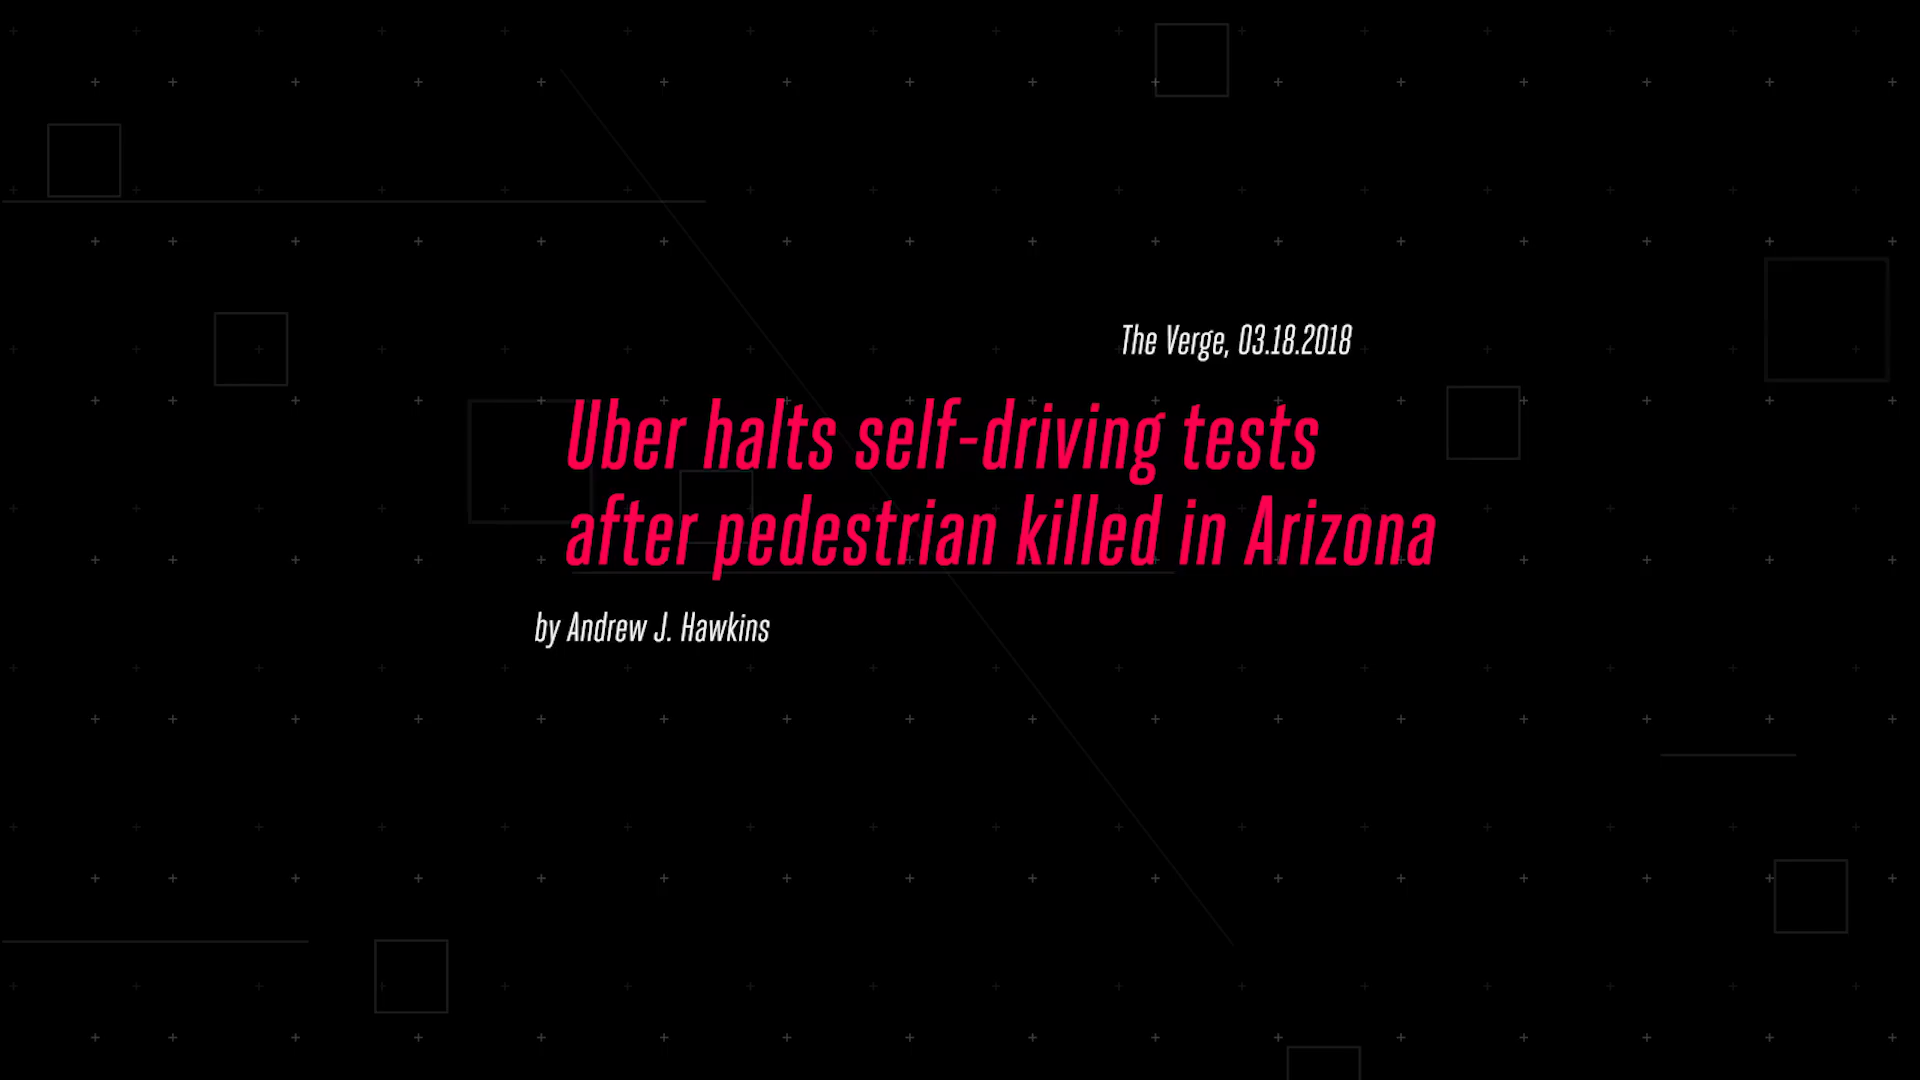 The Verge, 03.18.2018
Uber halts self-driving tests
after pedestrian killed in Arizona
by Andrew J. Hawkins